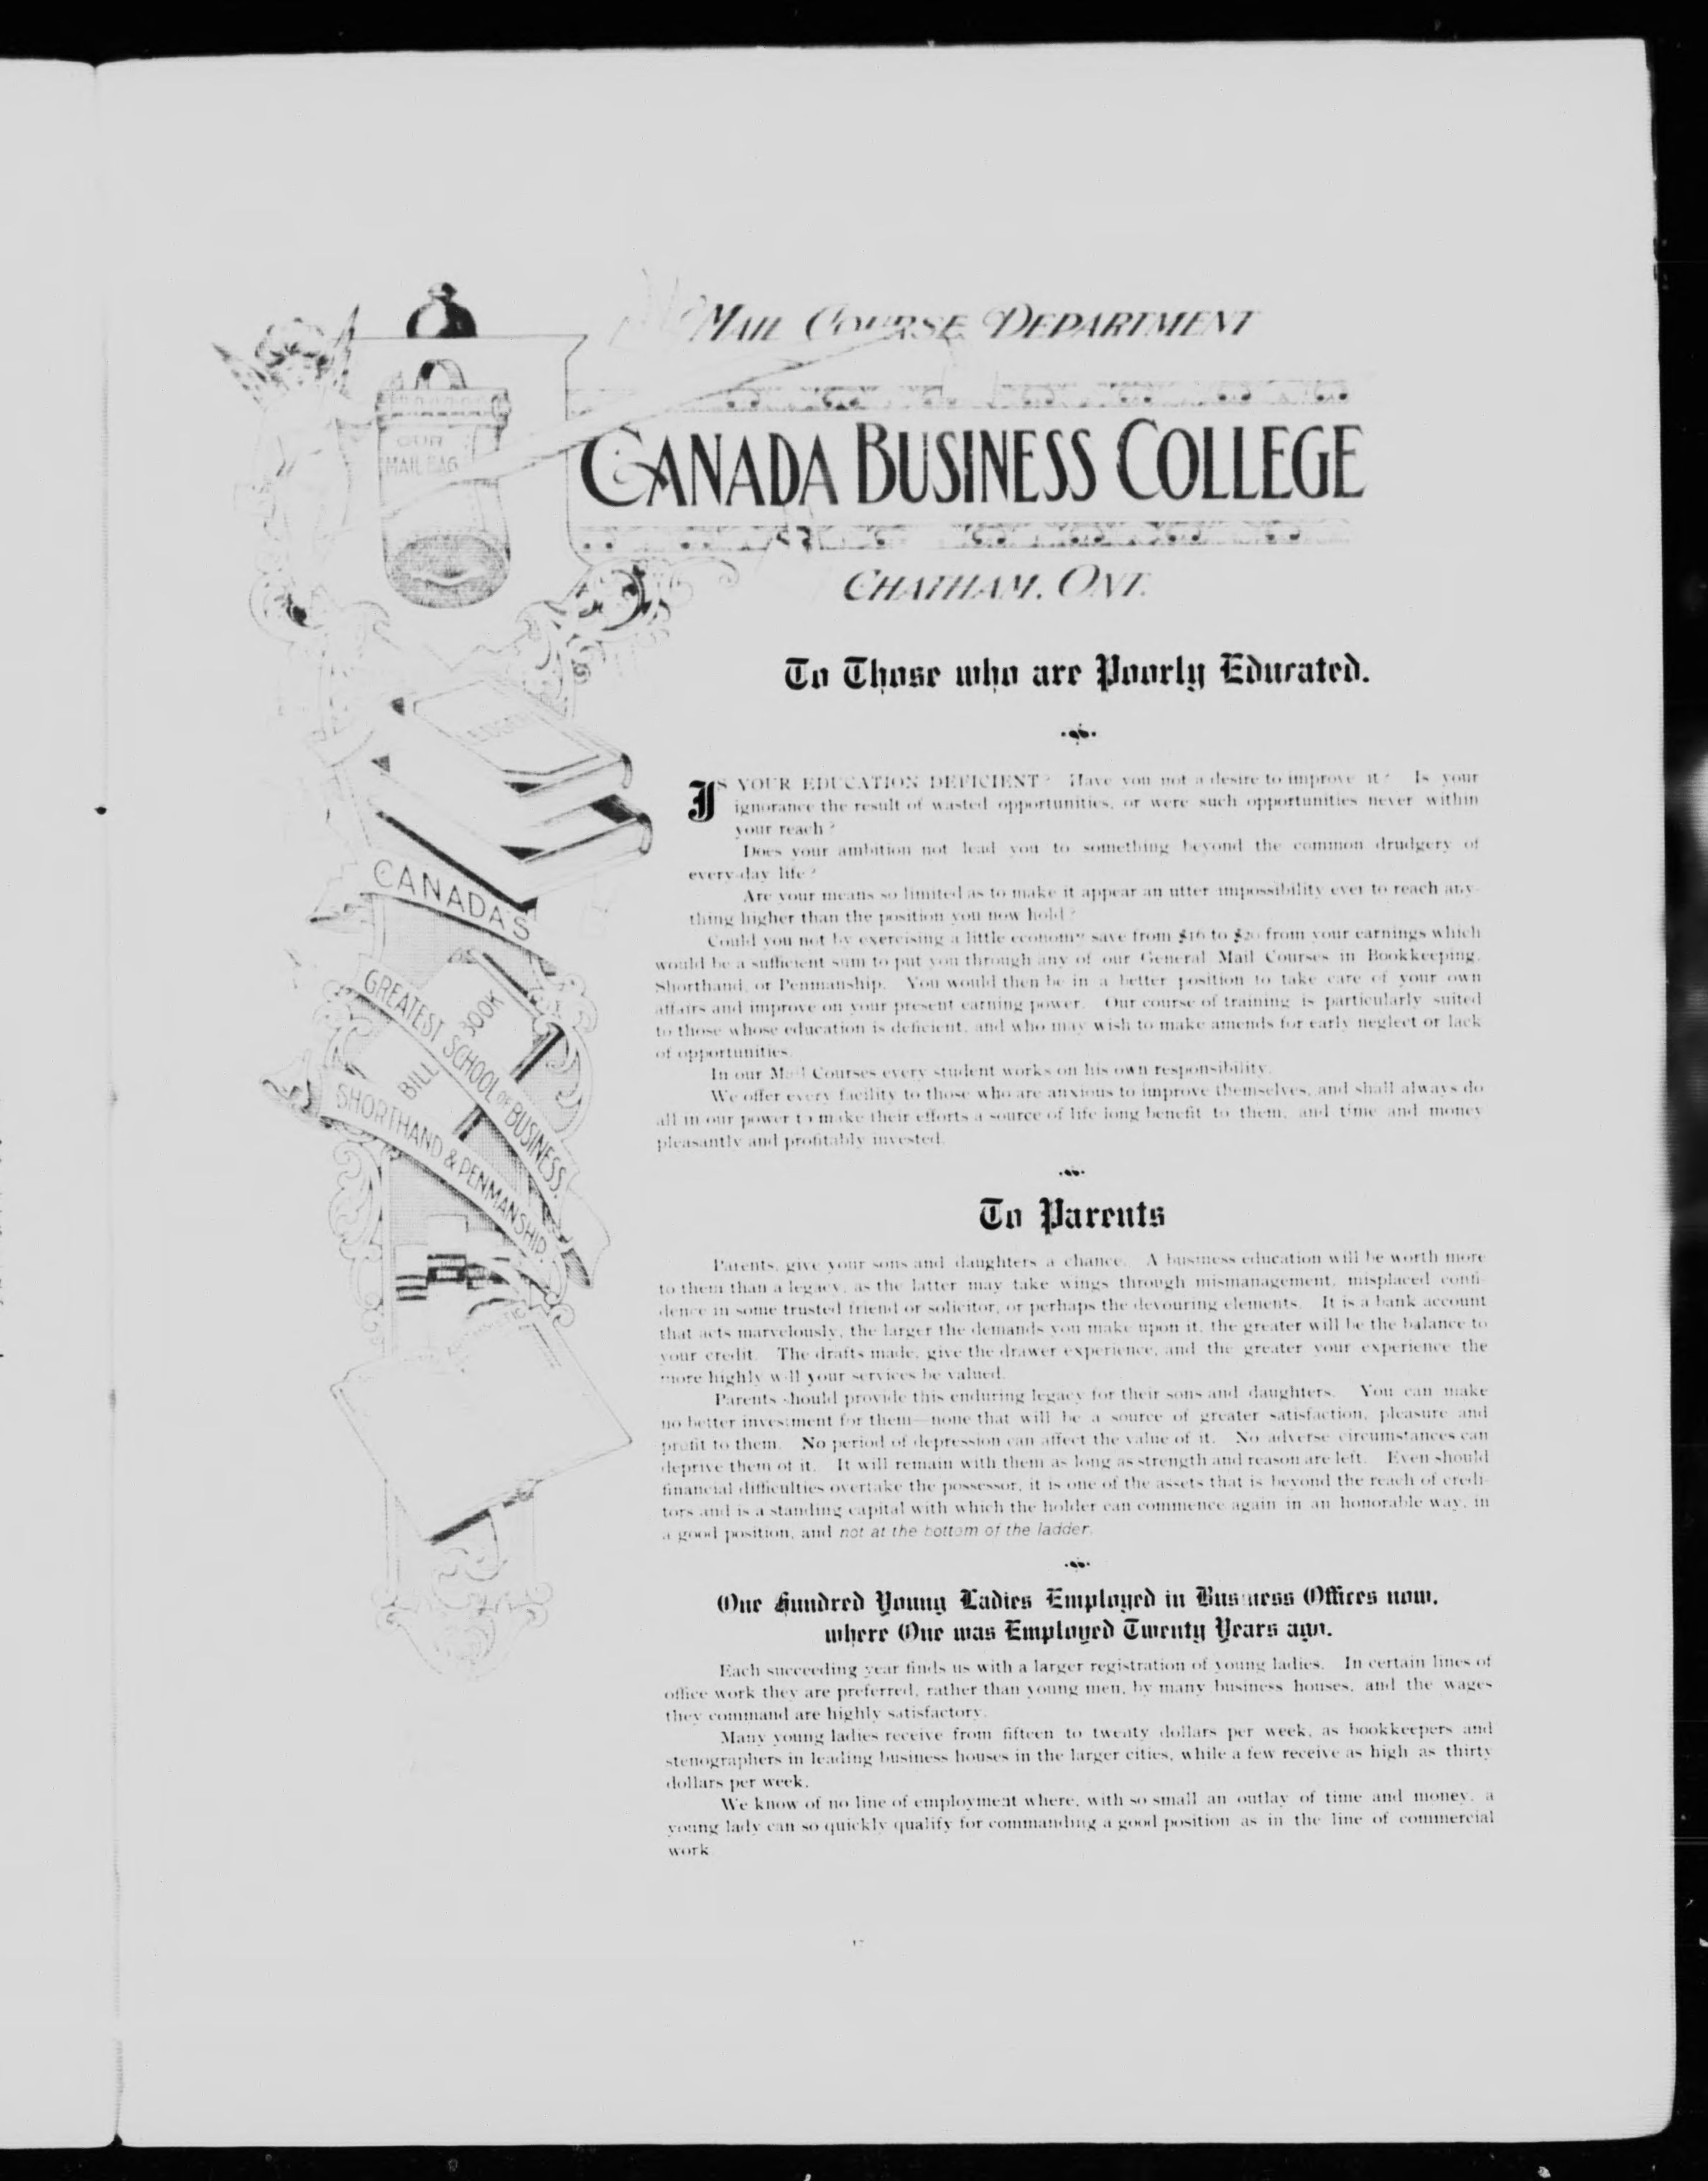 MAIL COURSE DEPARTMENT
CANADA BUSINESS COLLEGE
CHATHAM, ONT.
OUR
MAIL BAG
LEDGER
CANADA'S
GREATEST SCHOOL OF BUSINESS,
SHORTHAND & PENMANSHIP.
BILL BOOK
To Those who are Poorly Educated.
IS YOUR EDUCATION DEFICIENT? Have you not a desire to improve it? Is your
ignorance the result of wasted opportunities, or were such opportunities never within
your reach?
Does your ambition not lead you to something beyond the common drudgery of
every-day life?
Are your means so limited as to make it appear an utter impossibility ever to reach any-
thing higher than the position you now hold?
Could you not by exercising a little economy save from $16 to $20 from your earnings which
would be a sufficient sum to put you through any of our General Mail Courses in Bookkeeping,
Shorthand, or Penmanship. You would then be in a better position to take care of your own
affairs and improve on your present earning power. Our course of training is particularly suited
to those whose education is deficient, and who may wish to make amends for early neglect or lack
of opportunities.
In our Mail Courses every student works on his own responsibility.
We offer every facility to those who are anxious to improve themselves, and shall always do
all in our power to make their efforts a source of life long benefit to them, and time and money
pleasantly and profitably invested.
To Parents
Parents, give your sons and daughters a chance. A business education will be worth more
to them than a legacy, as the latter may take wings through mismanagement, misplaced confi-
dence in some trusted friend or solicitor, or perhaps the devouring elements. It is a bank account
that acts marvelously, the larger the demands you make upon it, the greater will be the balance to
your credit. The drafts made, give the drawer experience, and the greater your experience the
more highly will your services be valued.
Parents should provide this enduring legacy for their sons and daughters. You can make
no better investment for them—none that will be a source of greater satisfaction, pleasure and
profit to them. No period of depression can affect the value of it. No adverse circumstances can
deprive them of it. It will remain with them as long as strength and reason are left. Even should
financial difficulties overtake the possessor, it is one of the assets that is beyond the reach of credi-
tors and is a standing capital with which the holder can commence again in an honorable way, in
a good position, and not at the bottom of the ladder.
One Hundred Young Ladies Employed in Business Offices now,
where One was Employed Twenty Years ago.
Each succeeding year finds us with a larger registration of young ladies. In certain lines of
office work they are preferred, rather than young men, by many business houses, and the wages
they command are highly satisfactory.
Many young ladies receive from fifteen to twenty dollars per week, as bookkeepers and
stenographers in leading business houses in the larger cities, while a few receive as high as thirty
dollars per week.
We know of no line of employment where, with so small an outlay of time and money, a
young lady can so quickly qualify for commanding a good position as in the line of commercial
work.